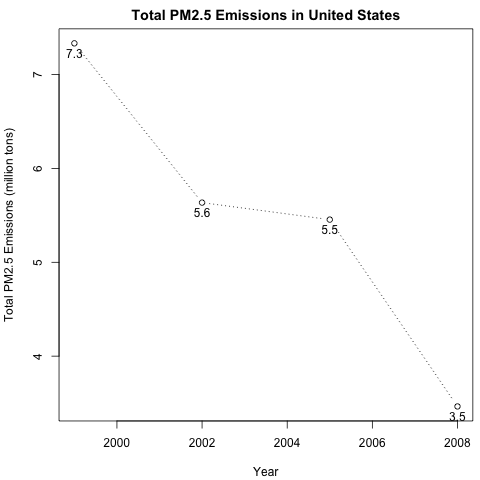 Total PM2.5 Emissions in United States
Total PM2.5 Emissions (million tons)
7
6
5
4
7.3
5.6
5.5
3.5
2000 2002 2004 2006 2008
Year